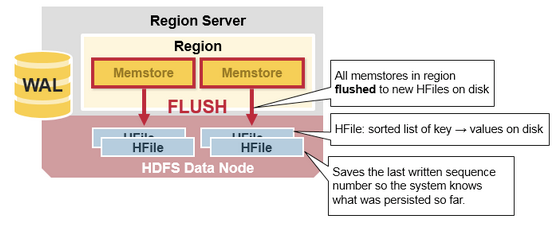 Region Server
Region
WAL
Memstore
Memstore
FLUSH
HFile
HFile
HFile
HFile
HDFS Data Node
All memstores in region
flushed to new HFiles on disk
HFile: sorted list of key → values on disk
Saves the last written sequence
number so the system knows
what was persisted so far.